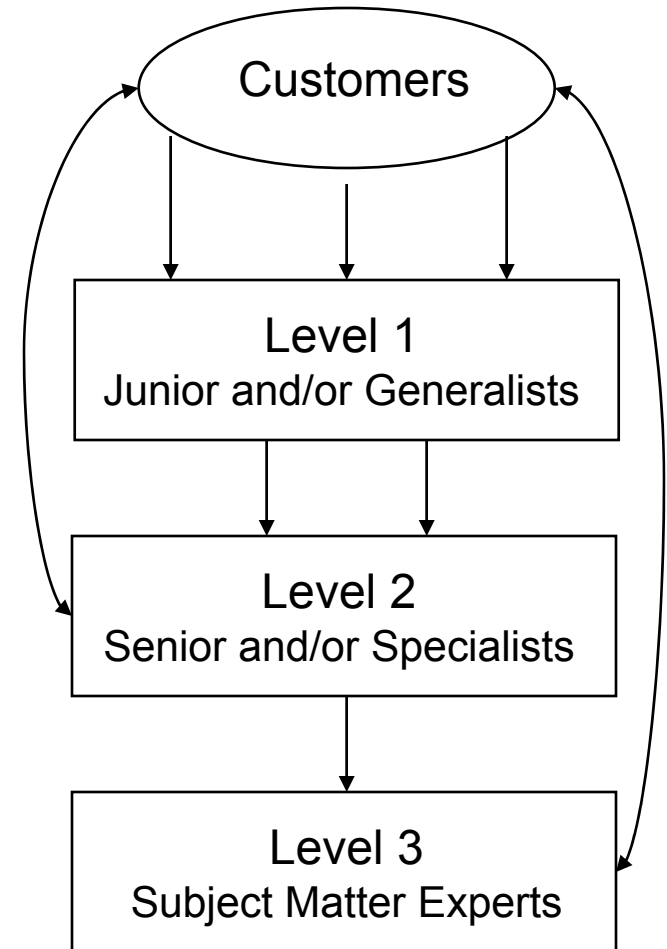 Customers
Level 1
Junior and/or Generalists
Level 2
Senior and/or Specialists
Level 3
Subject Matter Experts